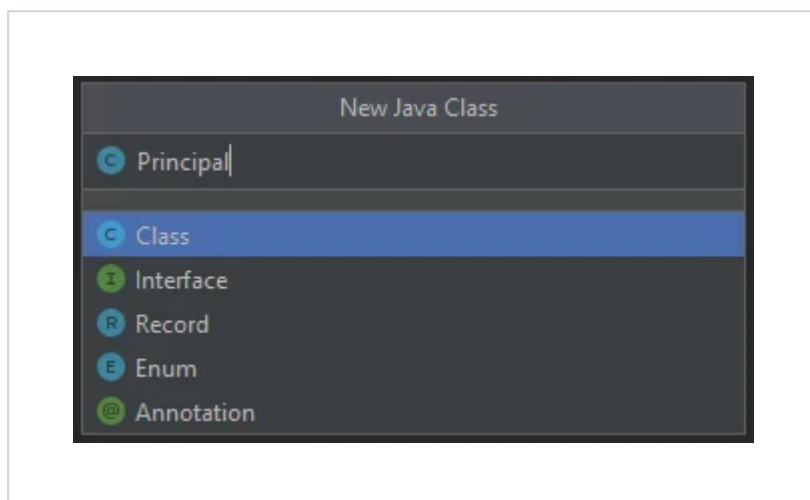 New Java Class
C Principal
C Class
I Interface
R Record
E Enum
@ Annotation